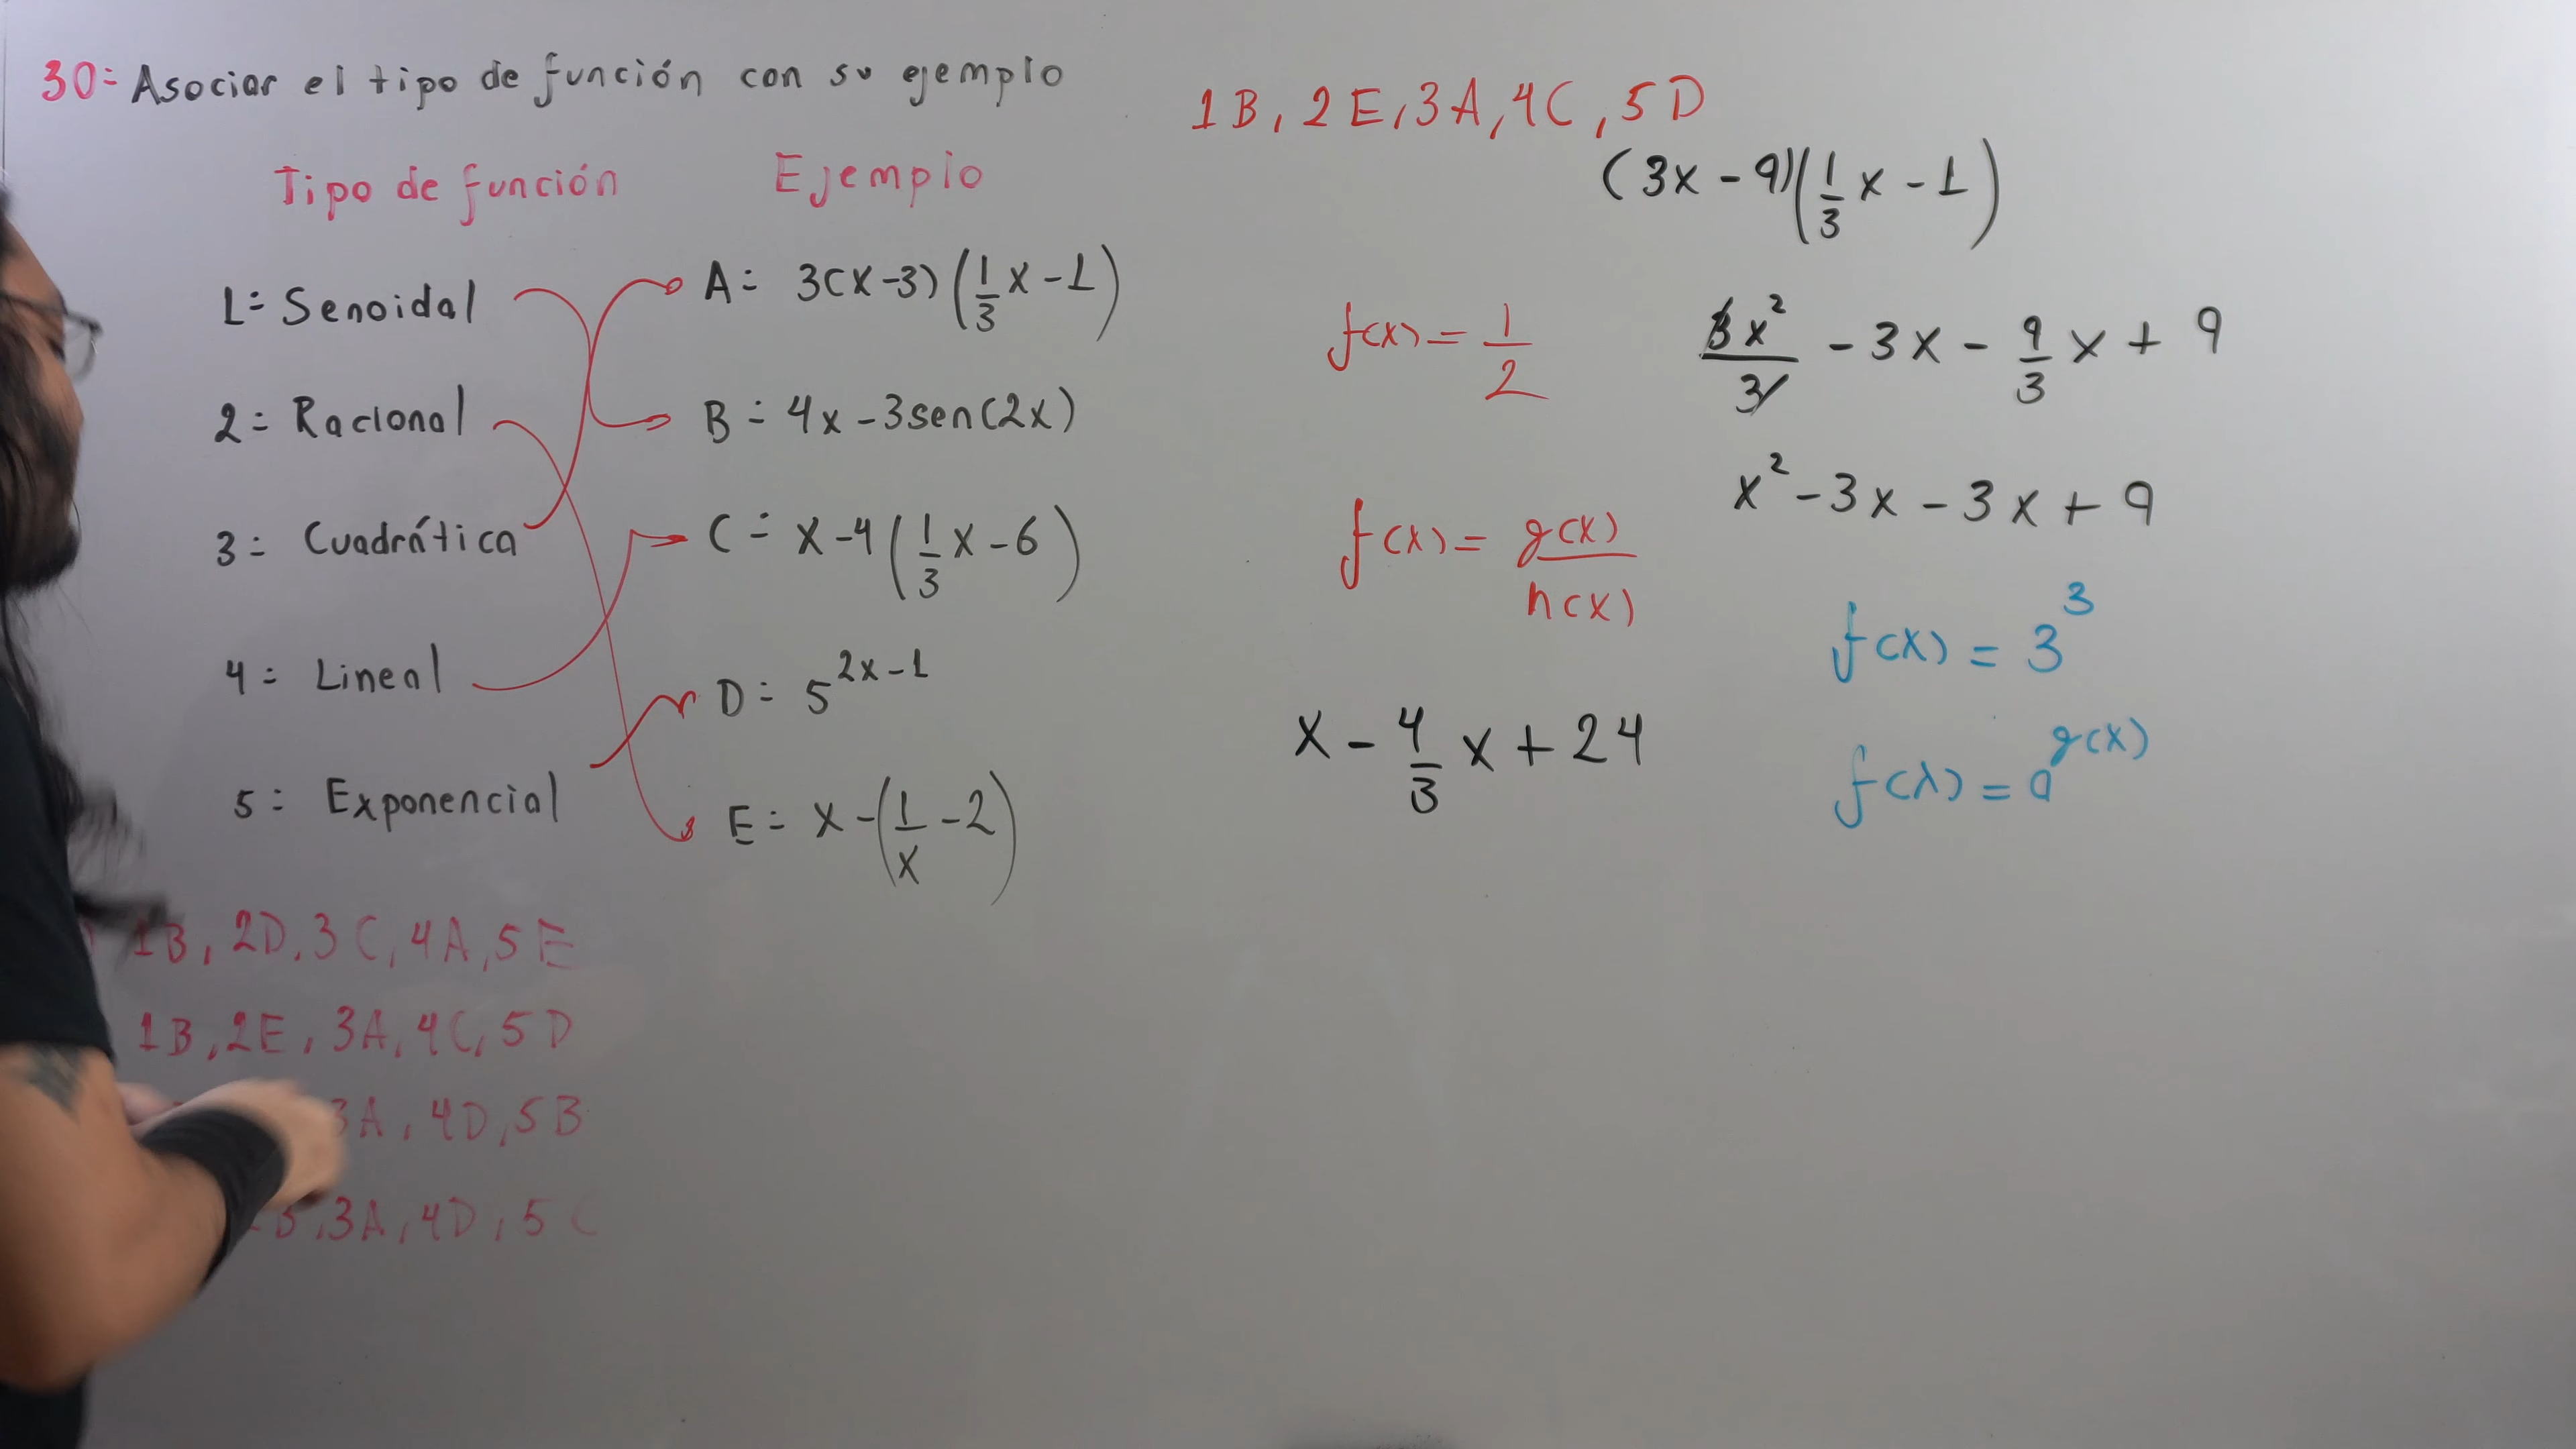 30= Asociar el tipo de función con su ejemplo
Tipo de función Ejemplo
1= Senoidal
2= Racional
3= Cuadrática
4= Lineal
5= Exponencial
A= 3(x-3)(1/3 x-1)
B= 4x-3sen(2x)
C= x-4(1/3 x-6)
D= 5^(2x-1)
E= x-(1/x -2)
1B, 2D, 3C, 4A, 5E
1B, 2E, 3A, 4C, 5D
3A, 4D, 5B
3A, 4D, 5C
1B, 2E, 3A, 4C, 5D
(3x-9)(1/3 x-1)
3x²/3 - 3x - 9/3 x + 9
x² - 3x - 3x + 9
f(x) = 1/2
f(x) = g(x)/h(x)
x - 4/3 x + 24
f(x) = 3^3
f(x) = a^g(x)